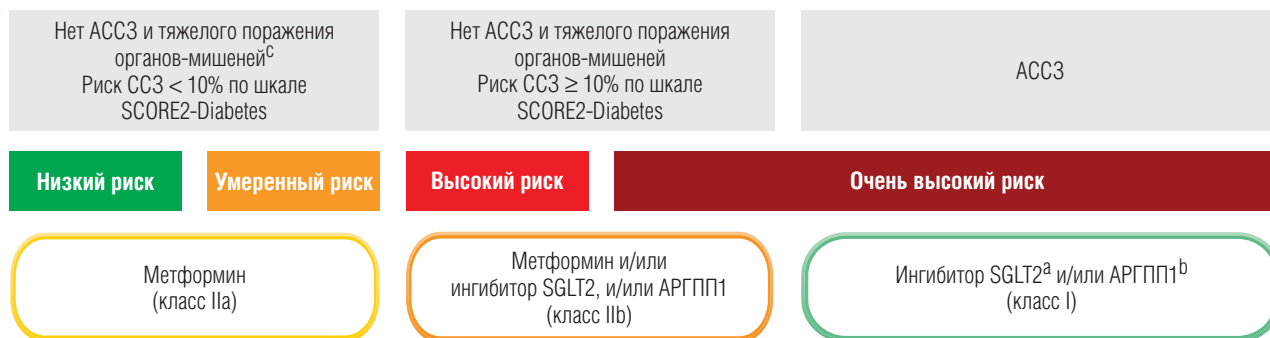 Нет АССЗ и тяжелого поражения
органов-мишенейc
Риск ССЗ < 10% по шкале
SCORE2-Diabetes
Нет АССЗ и тяжелого поражения
органов-мишеней
Риск ССЗ ≥ 10% по шкале
SCORE2-Diabetes
АССЗ
Низкий риск
Умеренный риск
Высокий риск
Очень высокий риск
Метформин
(класс IIa)
Метформин и/или
ингибитор SGLT2, и/или АРГПП1
(класс IIb)
Ингибитор SGLT2a и/или АРГПП1b
(класс I)